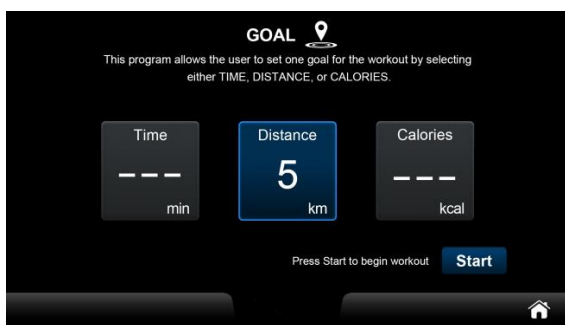 GOAL
This program allows the user to set one goal for the workout by selecting
either TIME, DISTANCE, or CALORIES.
Time
---
min
Distance
5
km
Calories
---
kcal
Press Start to begin workout
Start